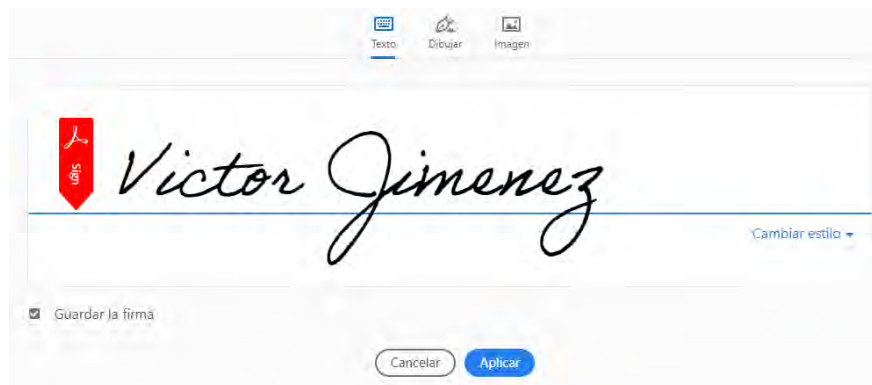 Texto Dibujar Imagen
sign
Victor Jimenez
Cambiar estilo
Guardar la firma
Cancelar Aplicar